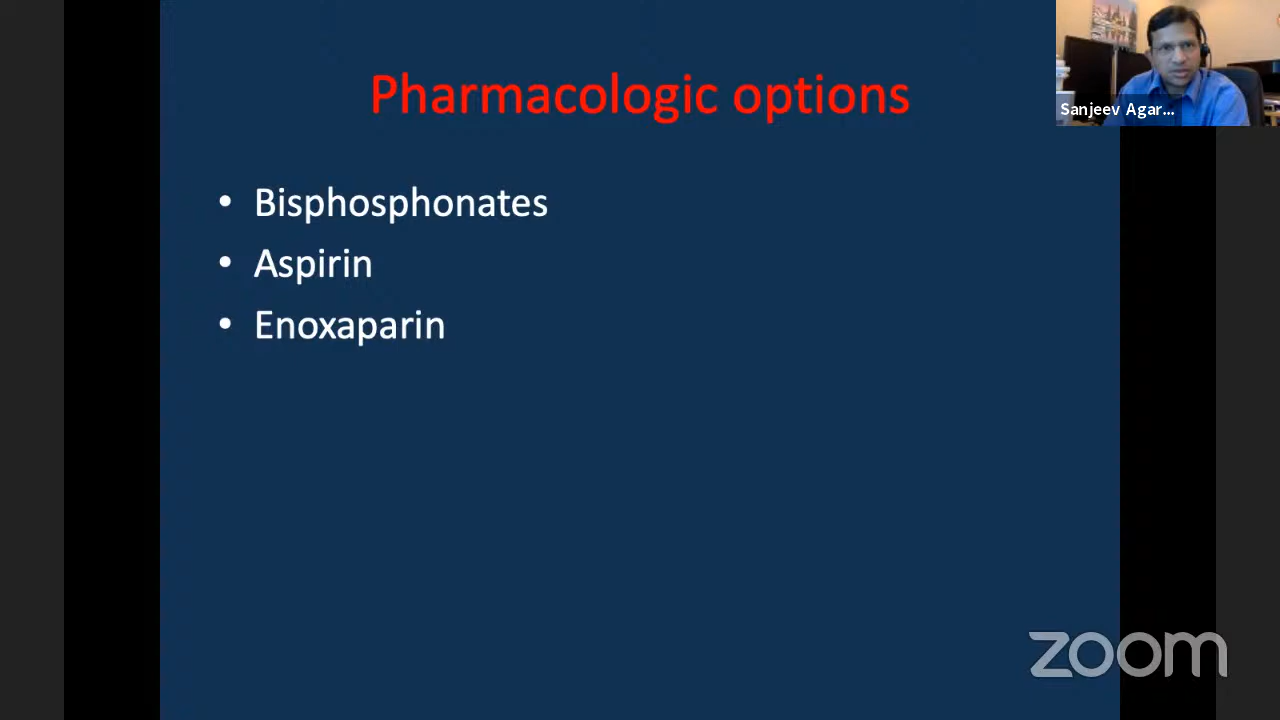 Pharmacologic options
Sanjeev Agar...
• Bisphosphonates
• Aspirin
• Enoxaparin
zoom